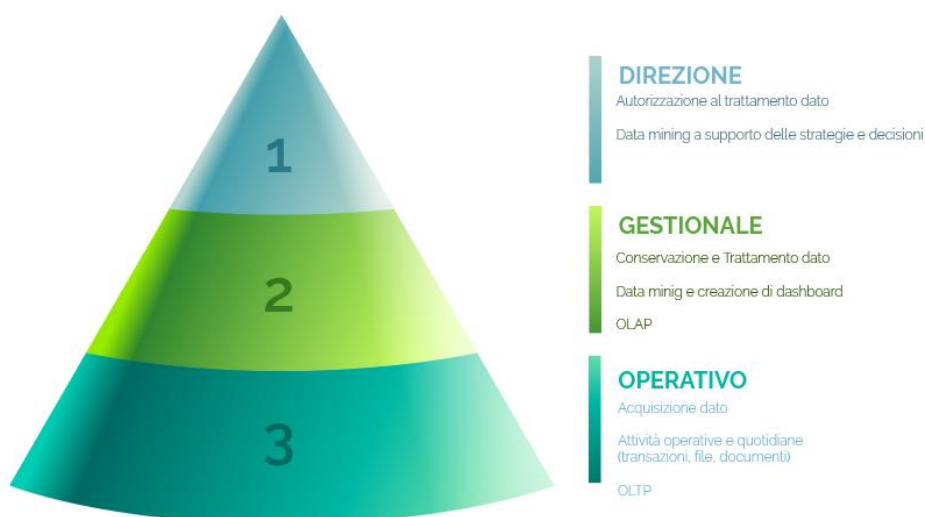 1
2
3
DIREZIONE
Autorizzazione al trattamento dato
Data mining a supporto delle strategie e decisioni
GESTIONALE
Conservazione e Trattamento dato
Data minig e creazione di dashboard
OLAP
OPERATIVO
Acquisizione dato
Attività operative e quotidiane
(transazioni, file, documenti)
OLTP